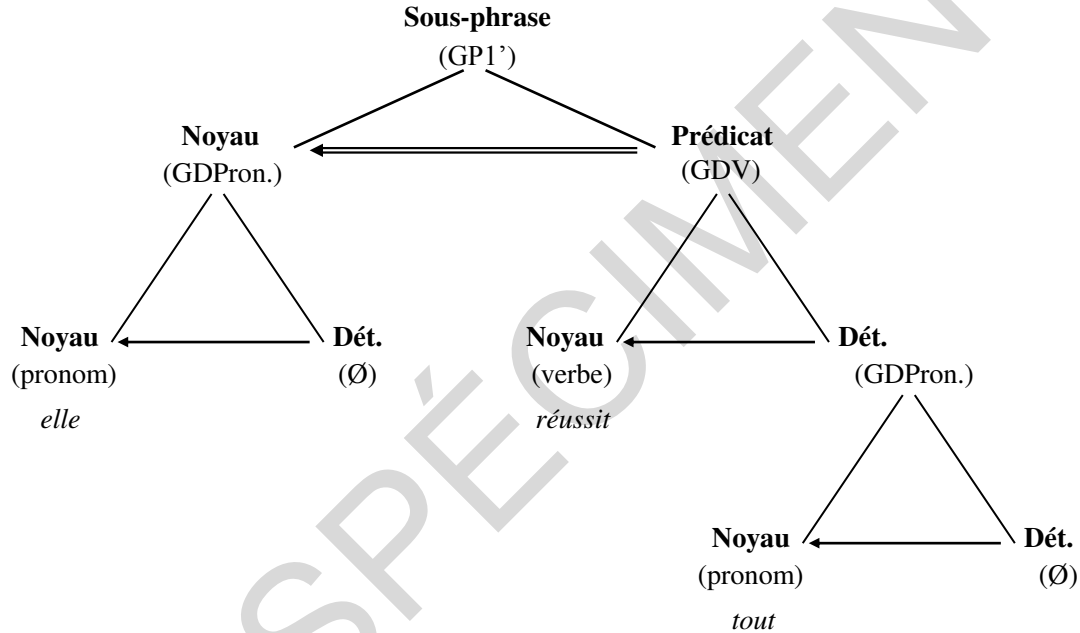 Sous-phrase
(GP1’)
Noyau Prédicat
(GDPron.) (GDV)
Noyau Dét. Noyau Dét.
(pronom) (Ø) (verbe) (GDPron.)
elle réussit
Noyau Dét.
(pronom) (Ø)
tout
SPÉCIMEN